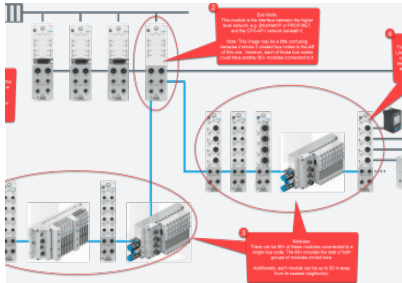 2
Bus Node
This module is the interface between the higher
level network, e.g. EtherNet/IP or PROFINET,
and the
network beneath it.
Note: This image may be a little confusing
because it shows 3 unused bus nodes to the left
of this one. However, each of those bus nodes
could have another 80+ modules connected to it.
4.
3
Modules
There can be 80+ of these modules connected to a
single bus node. The 80+ includes the total of both
groups of modules circled here.
Additionally, each module can be up to 50 m away
from its nearest neighbor(s).